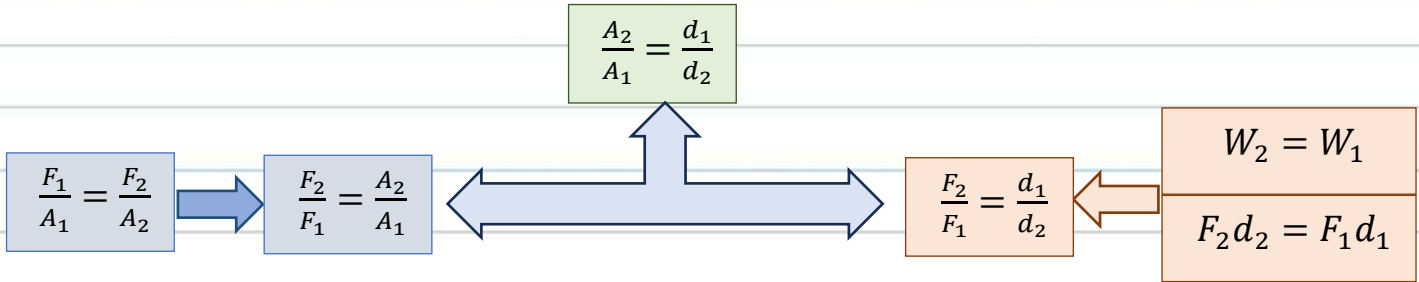 A₂/A₁ = d₁/d₂
F₁/A₁ = F₂/A₂
F₂/F₁ = A₂/A₁
F₂/F₁ = d₁/d₂
W₂ = W₁
F₂d₂ = F₁d₁